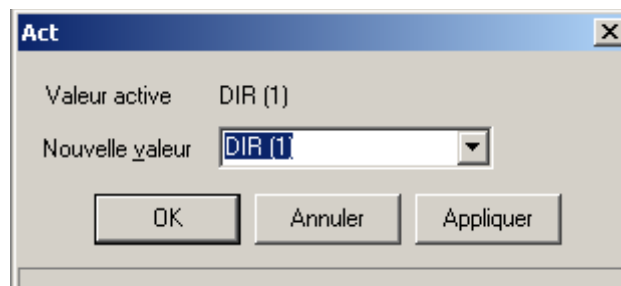 Act
Valeur active DIR (1)
Nouvelle valeur DIR (1)
OK Annuler Appliquer